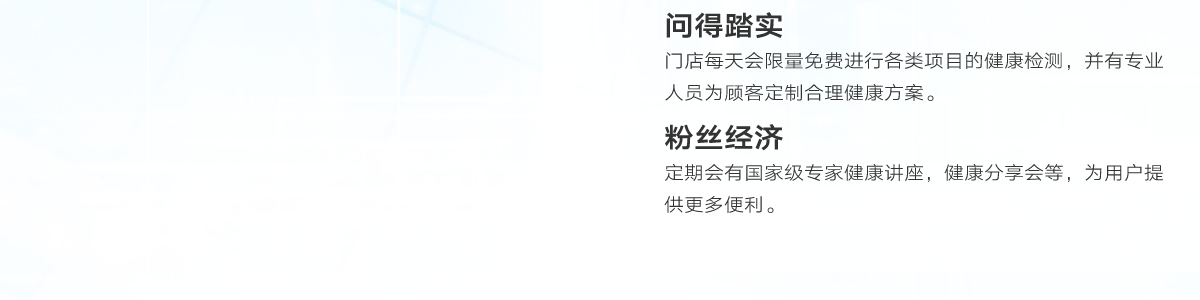 问得踏实
门店每天会限量免费进行各类项目的健康检测，并有专业
人员为顾客定制合理健康方案。
粉丝经济
定期会有国家级专家健康讲座，健康分享会等，为用户提
供更多便利。